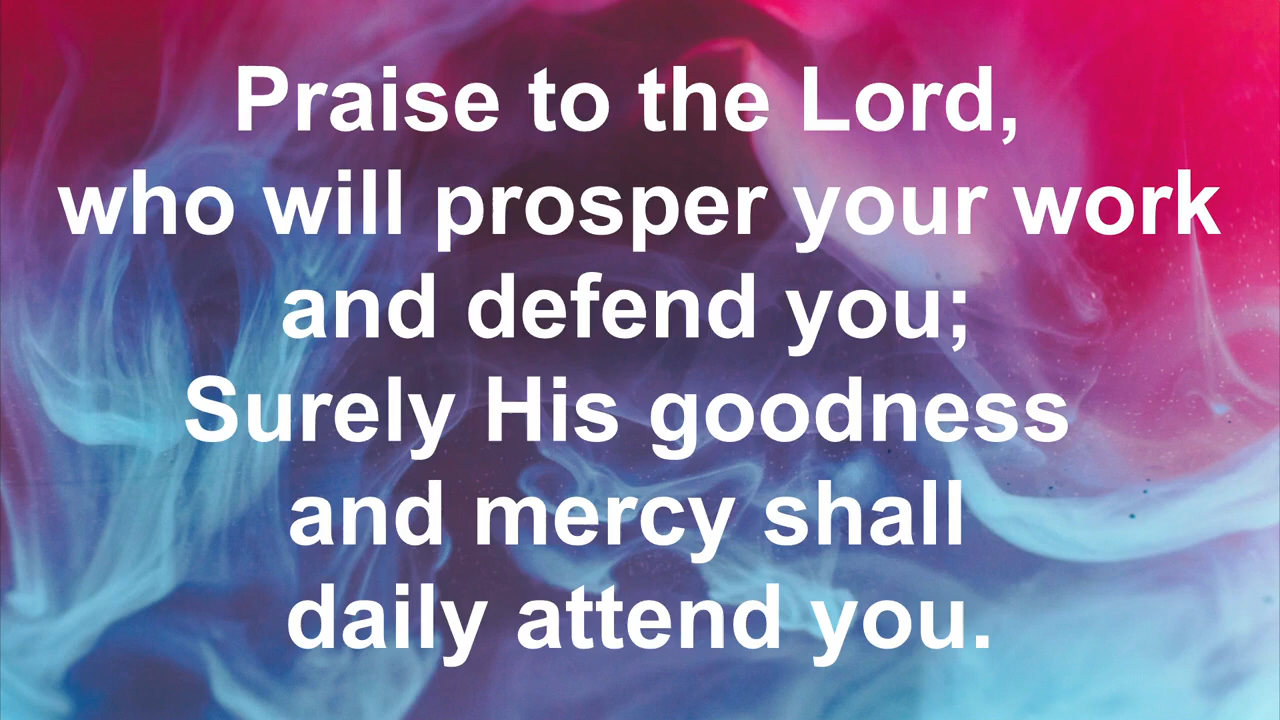 Praise to the Lord,
who will prosper your work
and defend you;
Surely His goodness
and mercy shall
daily attend you.